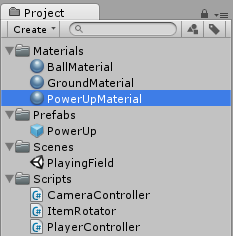 Project
Create
Materials
BallMaterial
GroundMaterial
PowerUpMaterial
Prefabs
PowerUp
Scenes
PlayingField
Scripts
CameraController
ItemRotator
PlayerController